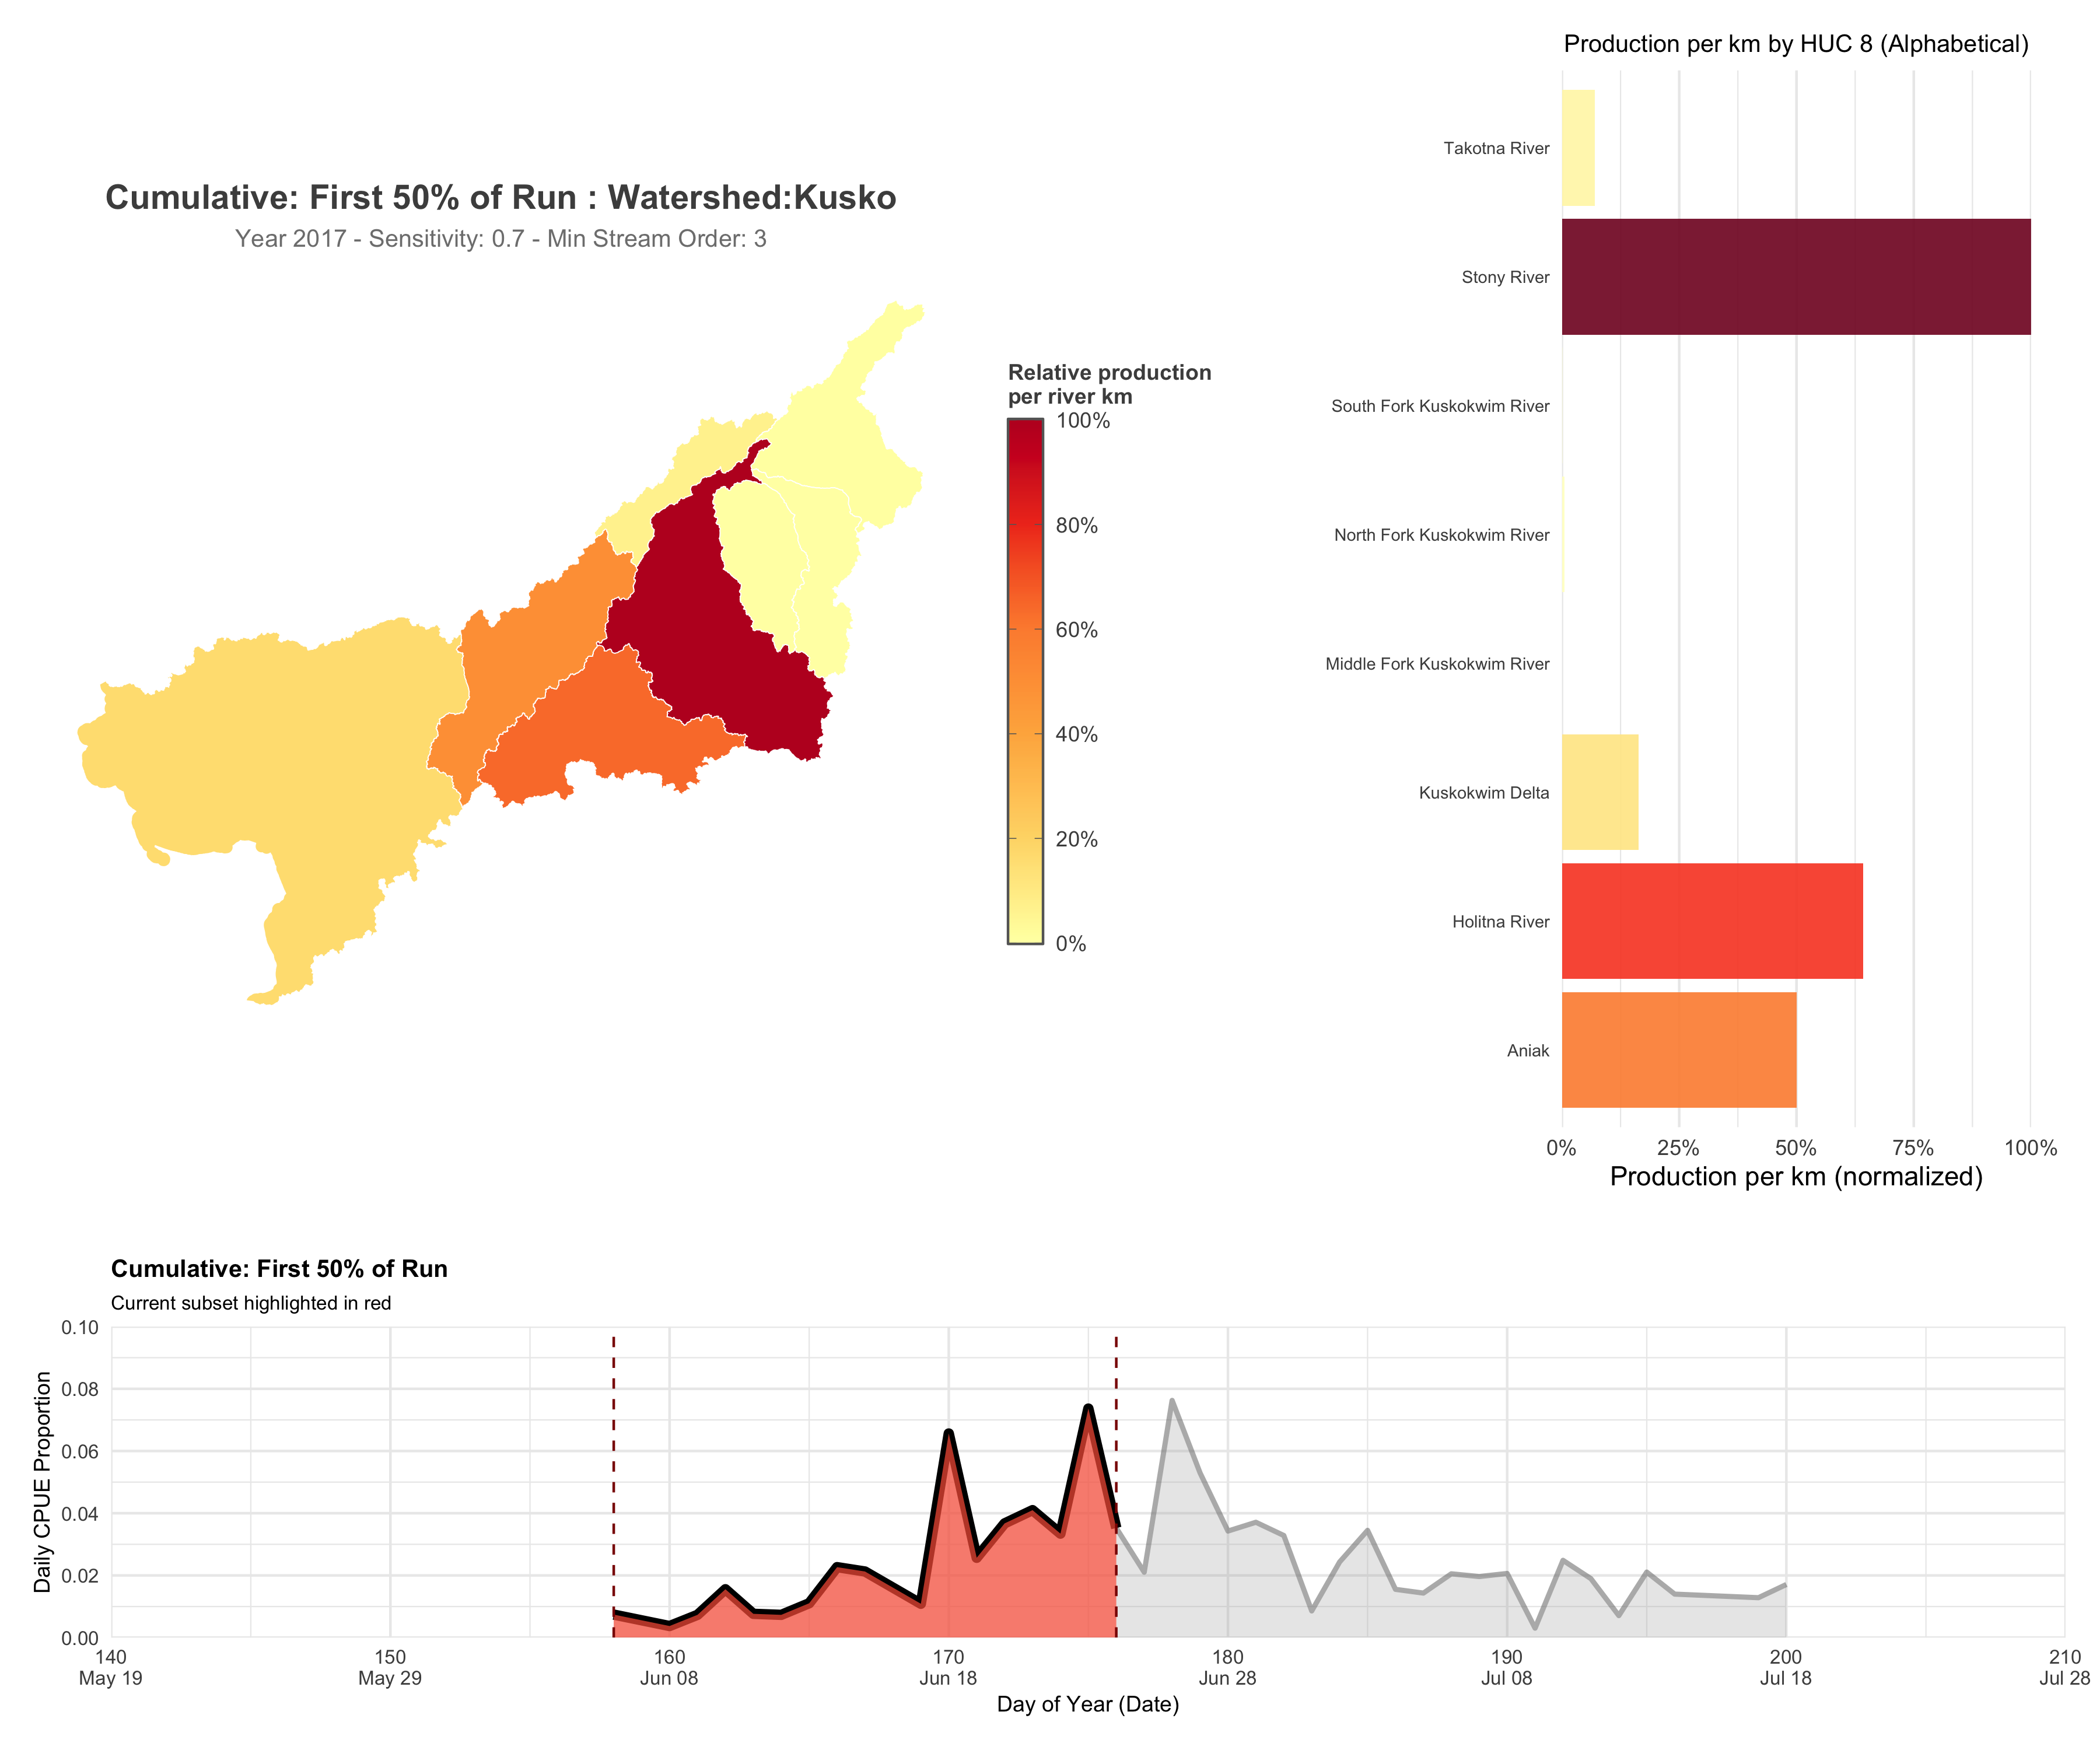 Production per km by HUC 8 (Alphabetical)
Takotna River
Stony River
South Fork Kuskokwim River
North Fork Kuskokwim River
Middle Fork Kuskokwim River
Kuskokwim Delta
Holitna River
Aniak
0% 25% 50% 75% 100%
Production per km (normalized)
Cumulative: First 50% of Run : Watershed:Kusko
Year 2017 - Sensitivity: 0.7 - Min Stream Order: 3
Relative production
per river km
100%
80%
60%
40%
20%
0%
Cumulative: First 50% of Run
Current subset highlighted in red
Daily CPUE Proportion
0.10
0.08
0.06
0.04
0.02
0.00
140 150 160 170 180 190 200 210
May 19 May 29 Jun 08 Jun 18 Jun 28 Jul 08 Jul 18 Jul 28
Day of Year (Date)